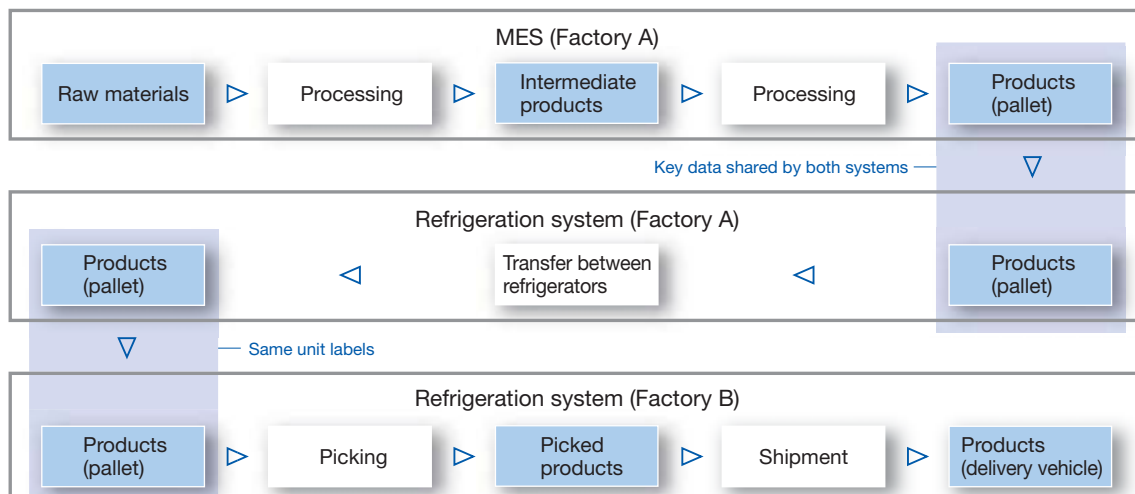 MES (Factory A)
Raw materials
Processing
Intermediate
products
Processing
Products
(pallet)
Key data shared by both systems
Refrigeration system (Factory A)
Products
(pallet)
Transfer between
refrigerators
Products
(pallet)
Same unit labels
Refrigeration system (Factory B)
Products
(pallet)
Picking
Picked
products
Shipment
Products
(delivery vehicle)